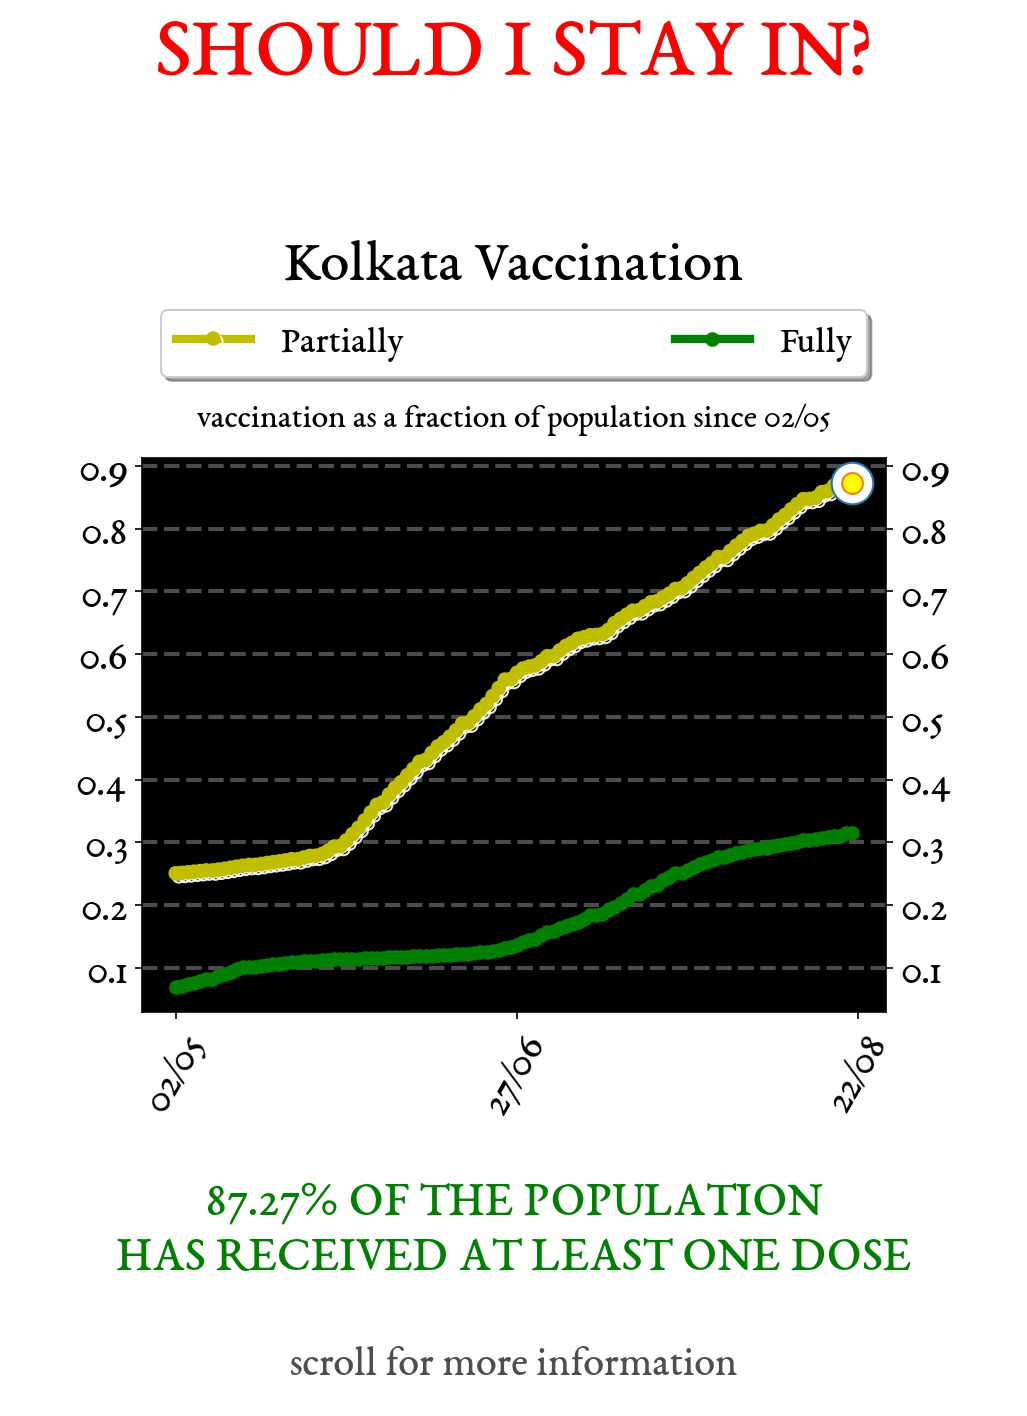 SHOULD I STAY IN?
Kolkata Vaccination
Partially Fully
vaccination as a fraction of population since 02/05
0.9 0.9
0.8 0.8
0.7 0.7
0.6 0.6
0.5 0.5
0.4 0.4
0.3 0.3
0.2 0.2
0.1 0.1
02/05 27/06 22/08
87.27% OF THE POPULATION
HAS RECEIVED AT LEAST ONE DOSE
scroll for more information